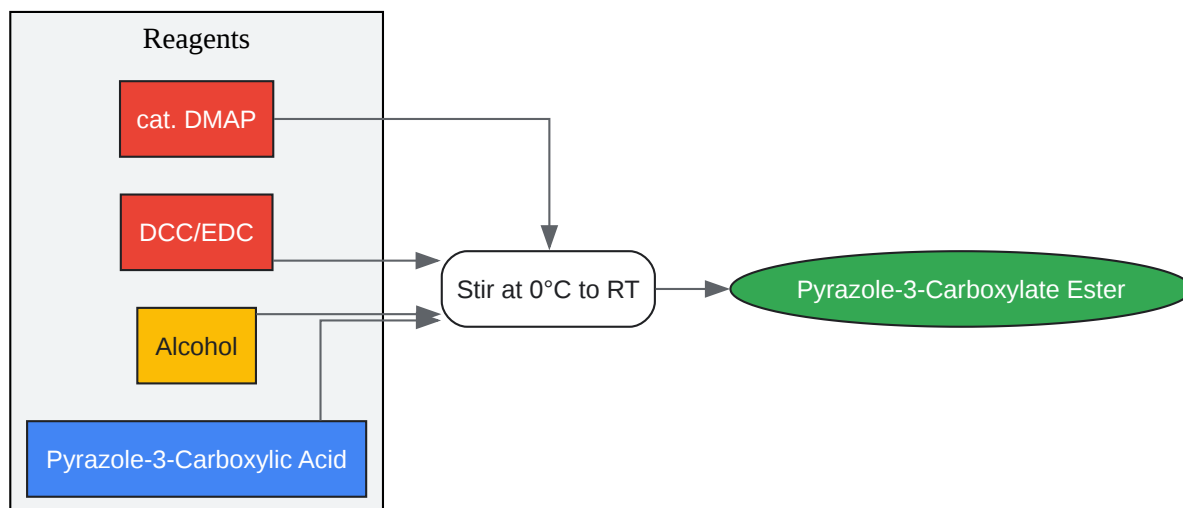 Reagents
cat. DMAP
DCC/EDC
Alcohol
Pyrazole-3-Carboxylic Acid
Stir at 0°C to RT
Pyrazole-3-Carboxylate Ester